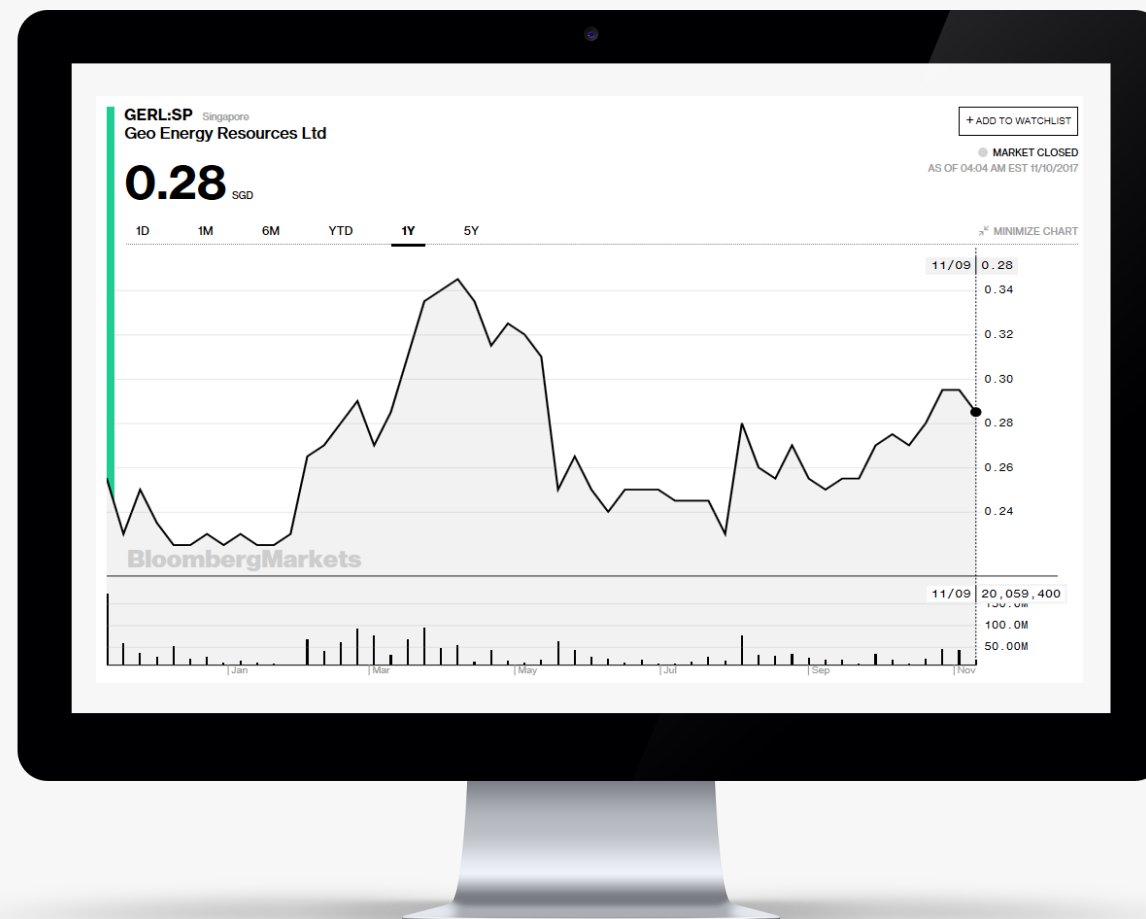 GERL:SP Singapore
Geo Energy Resources Ltd
0.28 SGD
+ ADD TO WATCHLIST
MARKET CLOSED
AS OF 04:04 AM EST 11/10/2017
1D 1M 6M YTD 1Y 5Y
MINIMIZE CHART
11/09 0.28
0.34
0.32
0.30
0.28
0.26
0.24
BloombergMarkets
11/09 20,059,400
150.0M
100.0M
50.00M
Jan Mar May Jul Sep Nov